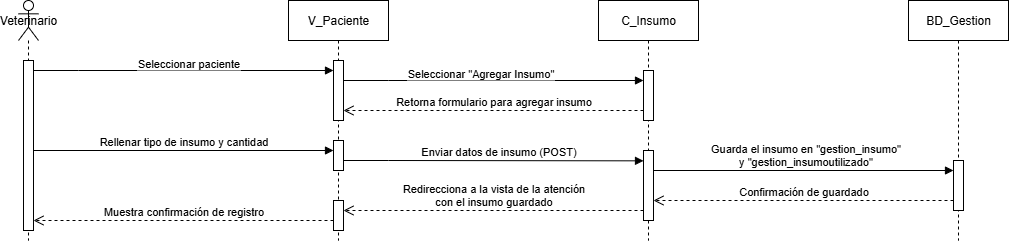 Veterinario
V_Paciente
C_Insumo
BD_Gestion
Seleccionar paciente
Seleccionar "Agregar Insumo"
Retorna formulario para agregar insumo
Rellenar tipo de insumo y cantidad
Enviar datos de insumo (POST)
Guarda el insumo en "gestion_insumo"
y "gestion_insumoutilizado"
Confirmación de guardado
Redirecciona a la vista de la atención
con el insumo guardado
Muestra confirmación de registro